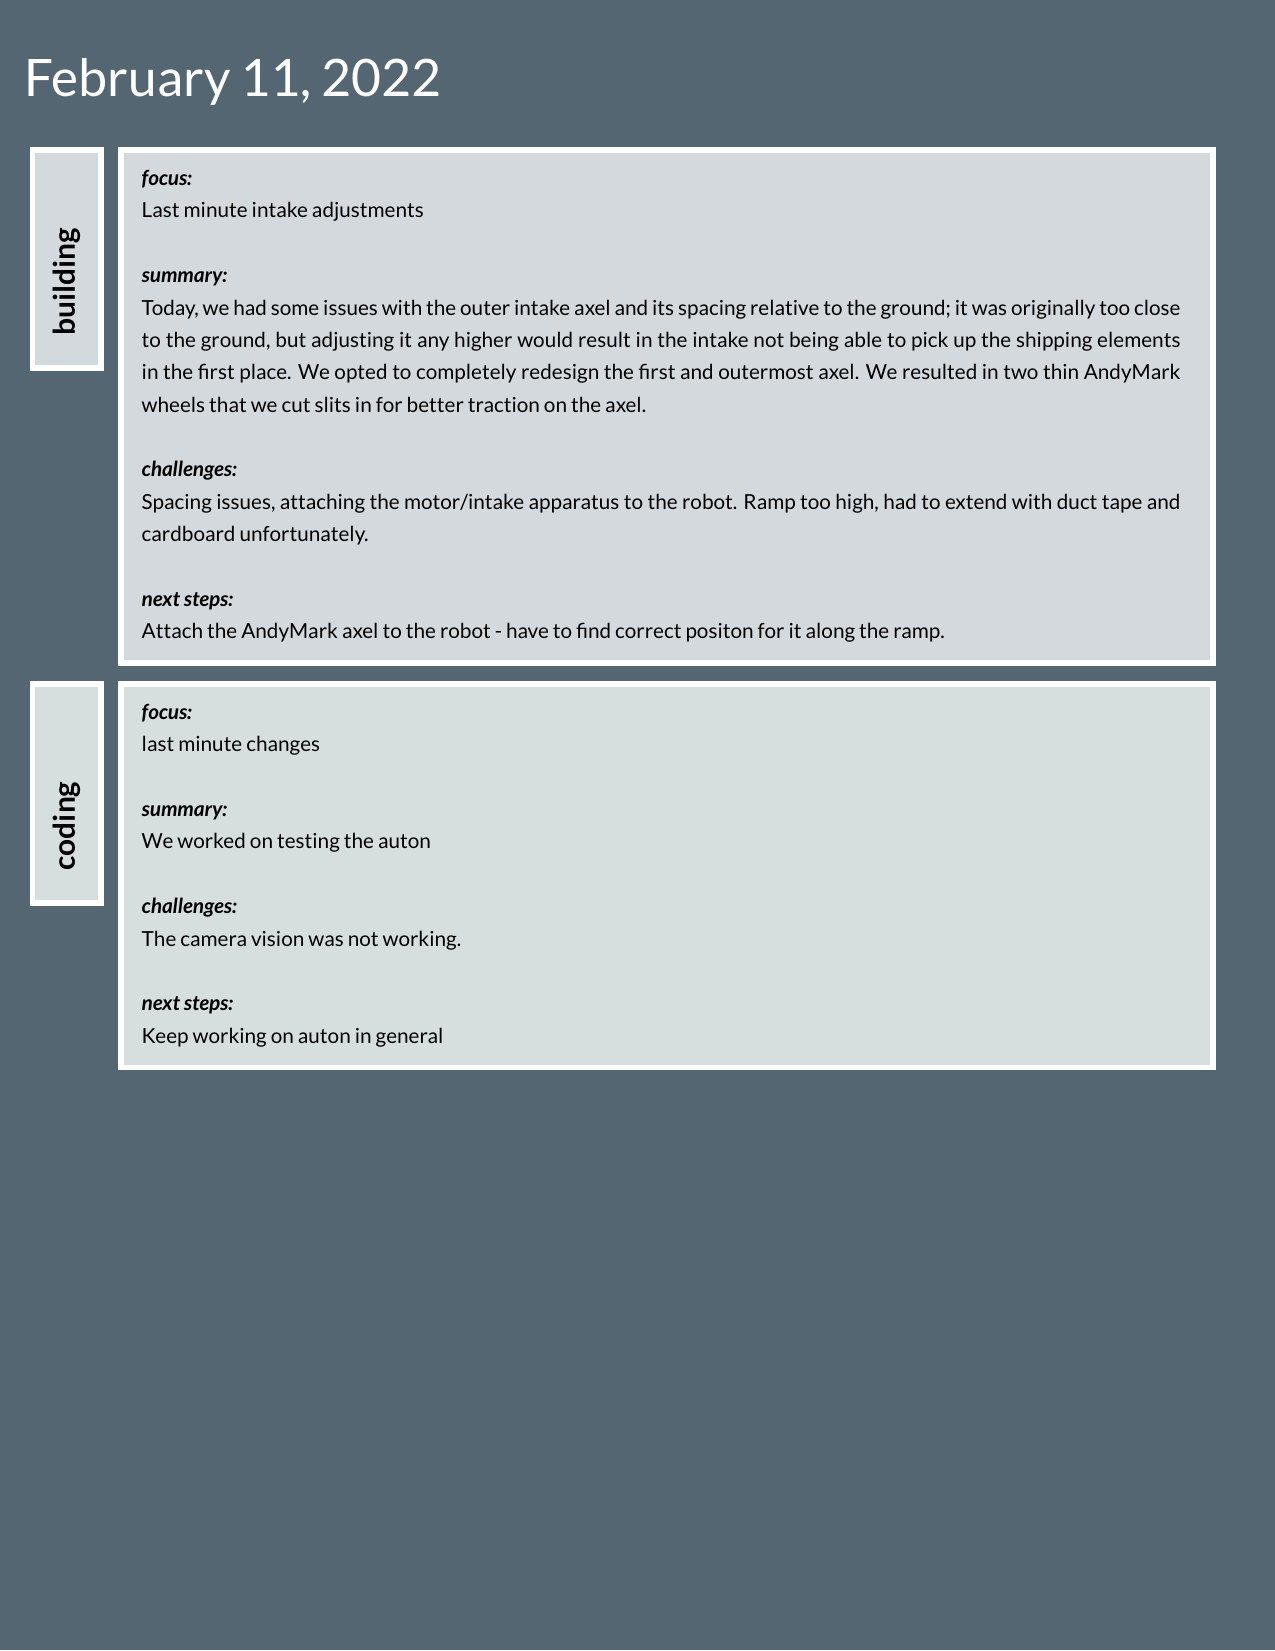 February 11, 2022
building
focus:
Last minute intake adjustments
summary:
Today, we had some issues with the outer intake axel and its spacing relative to the ground; it was originally too close
to the ground, but adjusting it any higher would result in the intake not being able to pick up the shipping elements
in the first place. We opted to completely redesign the first and outermost axel. We resulted in two thin AndyMark
wheels that we cut slits in for better traction on the axel.
challenges:
Spacing issues, attaching the motor/intake apparatus to the robot. Ramp too high, had to extend with duct tape and
cardboard unfortunately.
next steps:
Attach the AndyMark axel to the robot - have to find correct positon for it along the ramp.
coding
focus:
last minute changes
summary:
We worked on testing the auton
challenges:
The camera vision was not working.
next steps:
Keep working on auton in general